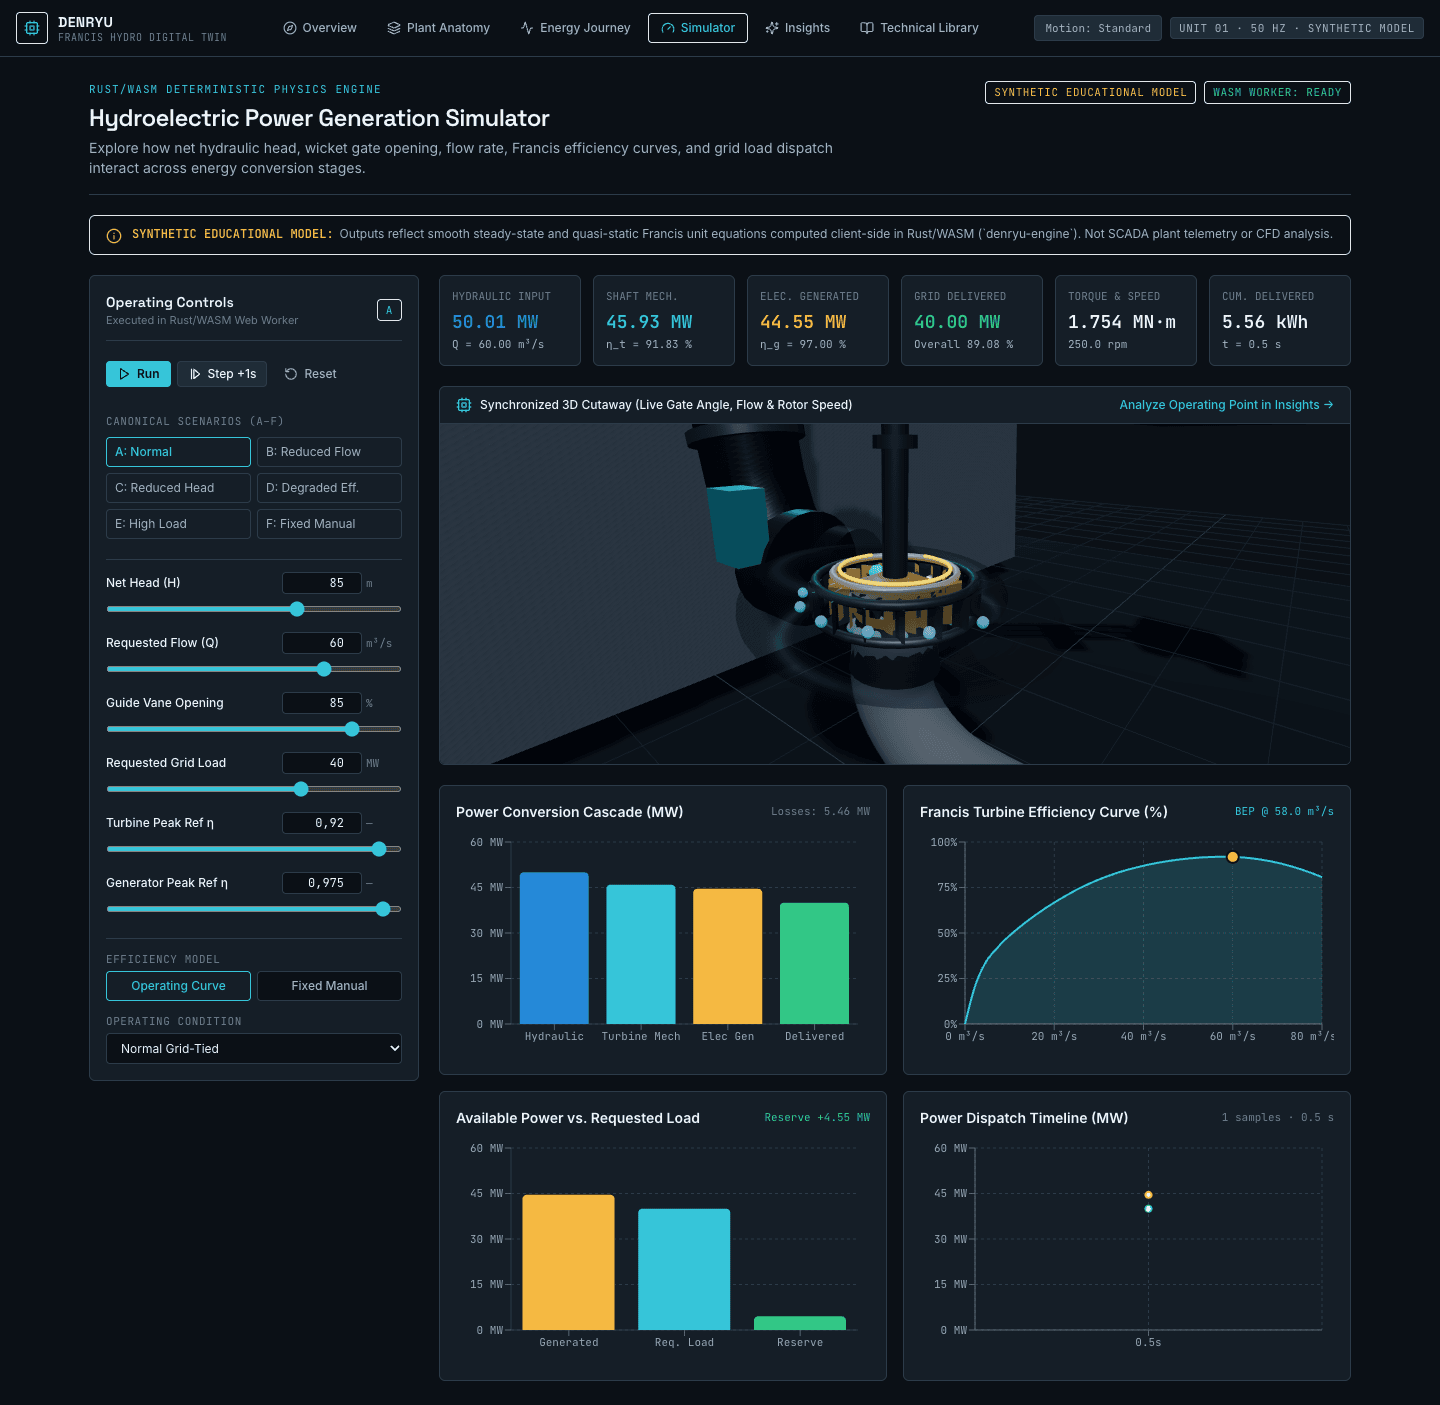 DENRYU
FRANCIS HYDRO DIGITAL TWIN
Overview
Plant Anatomy
Energy Journey
Simulator
Insights
Technical Library
Motion: Standard
UNIT 01 · 50 HZ · SYNTHETIC MODEL
RUST/WASM DETERMINISTIC PHYSICS ENGINE
SYNTHETIC EDUCATIONAL MODEL
WASM WORKER: READY
Hydroelectric Power Generation Simulator
Explore how net hydraulic head, wicket gate opening, flow rate, Francis efficiency curves, and grid load dispatch
interact across energy conversion stages.
SYNTHETIC EDUCATIONAL MODEL: Outputs reflect smooth steady-state and quasi-static Francis unit equations computed client-side in Rust/WASM (`denryu-engine`). Not SCADA plant telemetry or CFD analysis.
Operating Controls
Executed in Rust/WASM Web Worker
A
Run
Step +1s
Reset
CANONICAL SCENARIOS (A–F)
A: Normal
B: Reduced Flow
C: Reduced Head
D: Degraded Eff.
E: High Load
F: Fixed Manual
Net Head (H) 85 m
Requested Flow (Q) 60 m³/s
Guide Vane Opening 85 %
Requested Grid Load 40 MW
Turbine Peak Ref η 0,92 —
Generator Peak Ref η 0,975 —
EFFICIENCY MODEL
Operating Curve
Fixed Manual
OPERATING CONDITION
Normal Grid-Tied
HYDRAULIC INPUT
50.01 MW
Q = 60.00 m³/s
SHAFT MECH.
45.93 MW
η_t = 91.83 %
ELEC. GENERATED
44.55 MW
η_g = 97.00 %
GRID DELIVERED
40.00 MW
Overall 89.08 %
TORQUE & SPEED
1.754 MN·m
250.0 rpm
CUM. DELIVERED
5.56 kWh
t = 0.5 s
Synchronized 3D Cutaway (Live Gate Angle, Flow & Rotor Speed)
Analyze Operating Point in Insights →
Power Conversion Cascade (MW)
Losses: 5.46 MW
60 MW
45 MW
30 MW
15 MW
0 MW
Hydraulic
Turbine Mech
Elec Gen
Delivered
Francis Turbine Efficiency Curve (%)
BEP @ 58.0 m³/s
100%
75%
50%
25%
0%
0 m³/s
20 m³/s
40 m³/s
60 m³/s
80 m³/s
Available Power vs. Requested Load
Reserve +4.55 MW
60 MW
45 MW
30 MW
15 MW
0 MW
Generated
Req. Load
Reserve
Power Dispatch Timeline (MW)
1 samples · 0.5 s
60 MW
45 MW
30 MW
15 MW
0 MW
0.5s